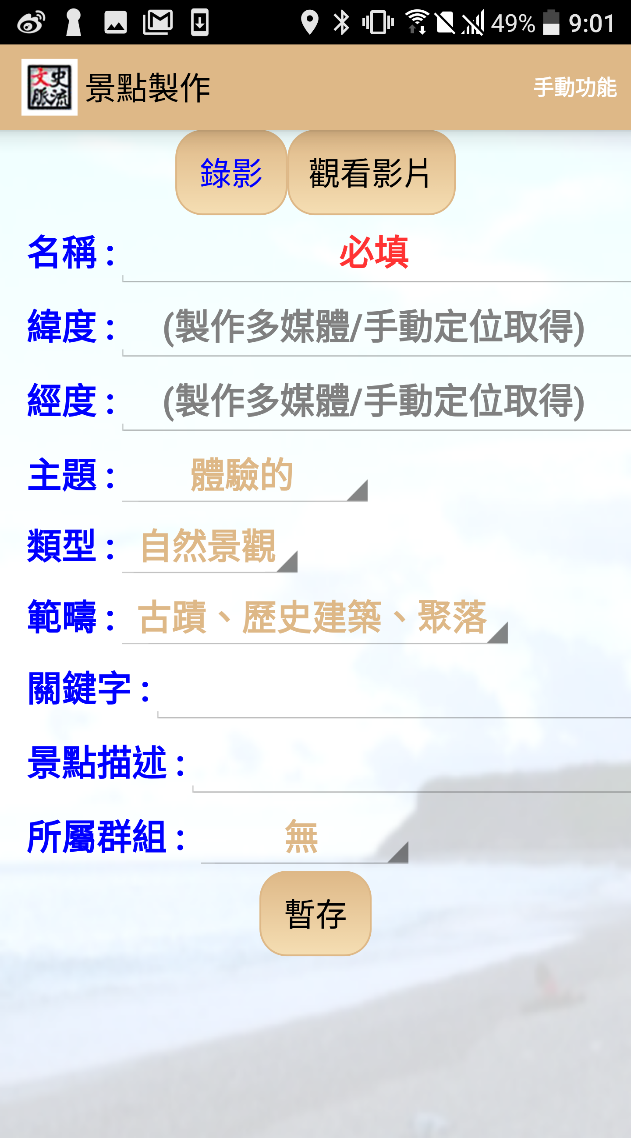 49% 9:01
文史
脈流
景點製作
手動功能
錄影 觀看影片
名稱 : 必填
緯度 : (製作多媒體/手動定位取得)
經度 : (製作多媒體/手動定位取得)
主題 : 體驗的
類型 : 自然景觀
範疇 : 古蹟、歷史建築、聚落
關鍵字 :
景點描述 :
所屬群組 : 無
暫存